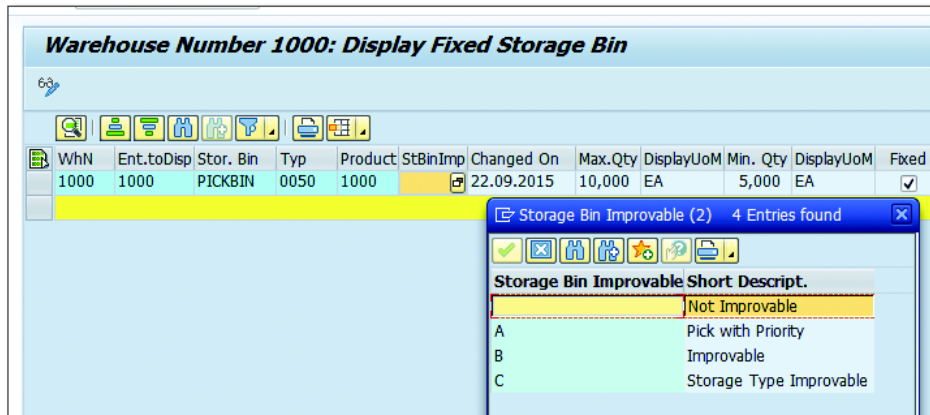 Warehouse Number 1000: Display Fixed Storage Bin
WhN Ent.toDisp Stor. Bin Typ Product StBinImp Changed On Max.Qty DisplayUoM Min. Qty DisplayUoM Fixed
1000 1000 PICKBIN 0050 1000 22.09.2015 10,000 EA 5,000 EA
Storage Bin Improvable (2) 4 Entries found
Storage Bin Improvable Short Descript.
Not Improvable
A Pick with Priority
B Improvable
C Storage Type Improvable